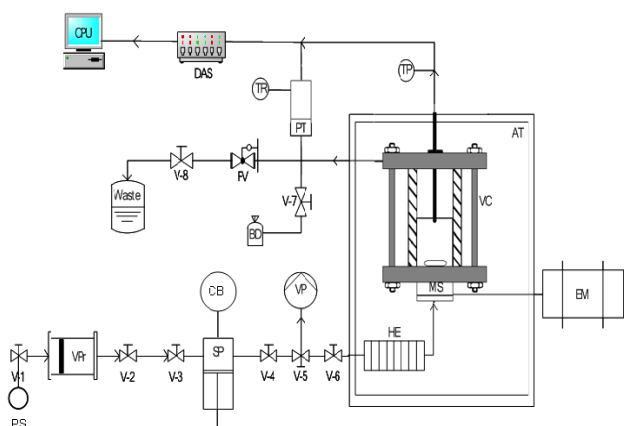 CPU
DAS
TR
TP
PT
AT
V-8
FV
V-7
VC
Waste
BD
MS
EM
CB
VP
HE
VPr
SP
V-1
V-2
V-3
V-4
V-5
V-6
PS